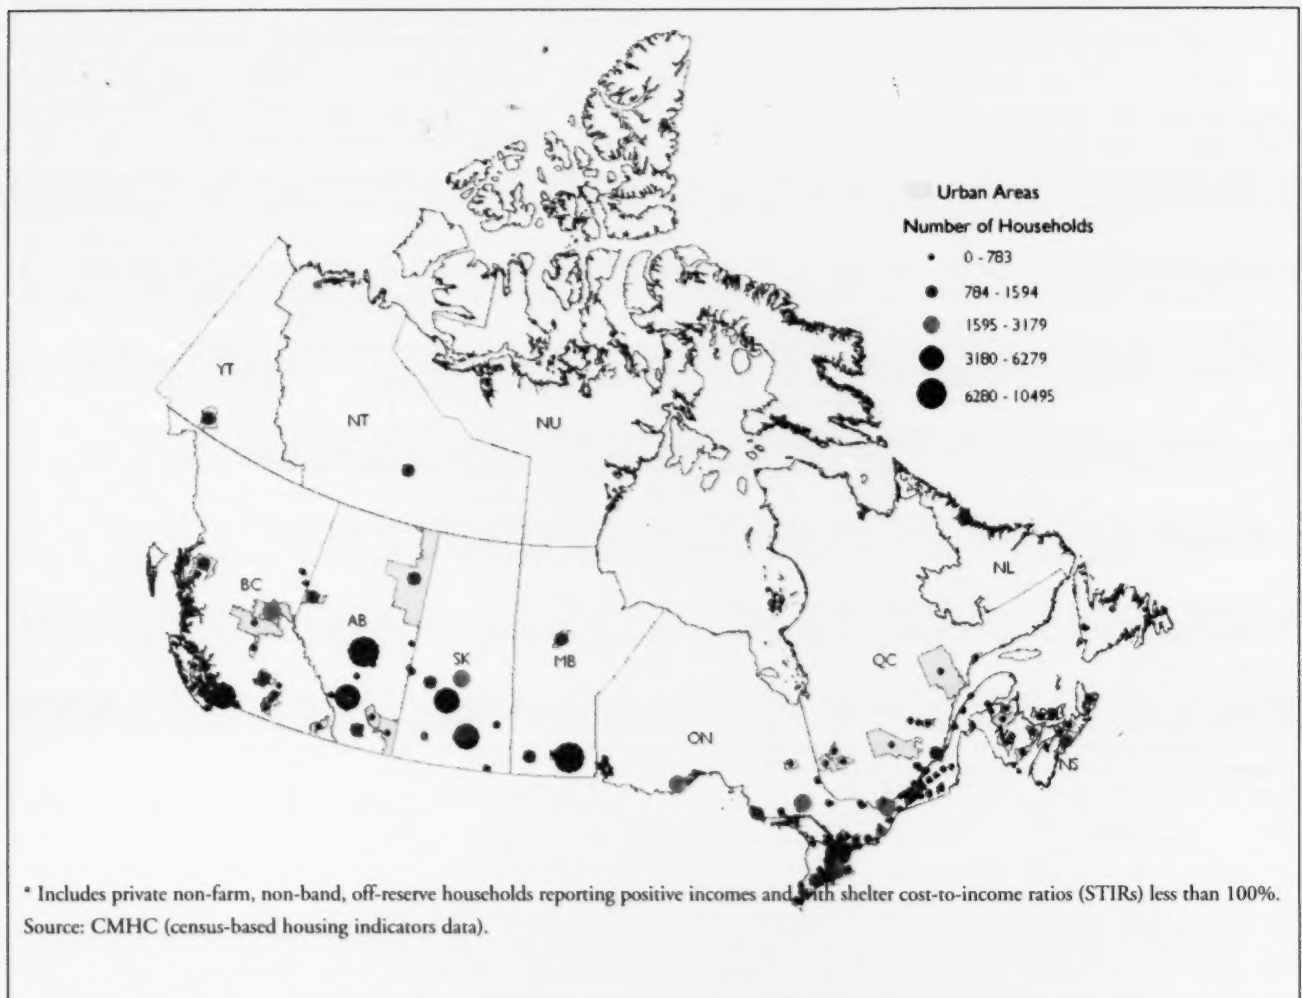 Urban Areas
Number of Households
0 - 783
784 - 1594
1595 - 3179
3180 - 6279
6280 - 10495
YT
NT
NU
BC
AB
SK
MB
ON
QC
NL
NS
* Includes private non-farm, non-band, off-reserve households reporting positive incomes and with shelter cost-to-income ratios (STIRs) less than 100%.
Source: CMHC (census-based housing indicators data).